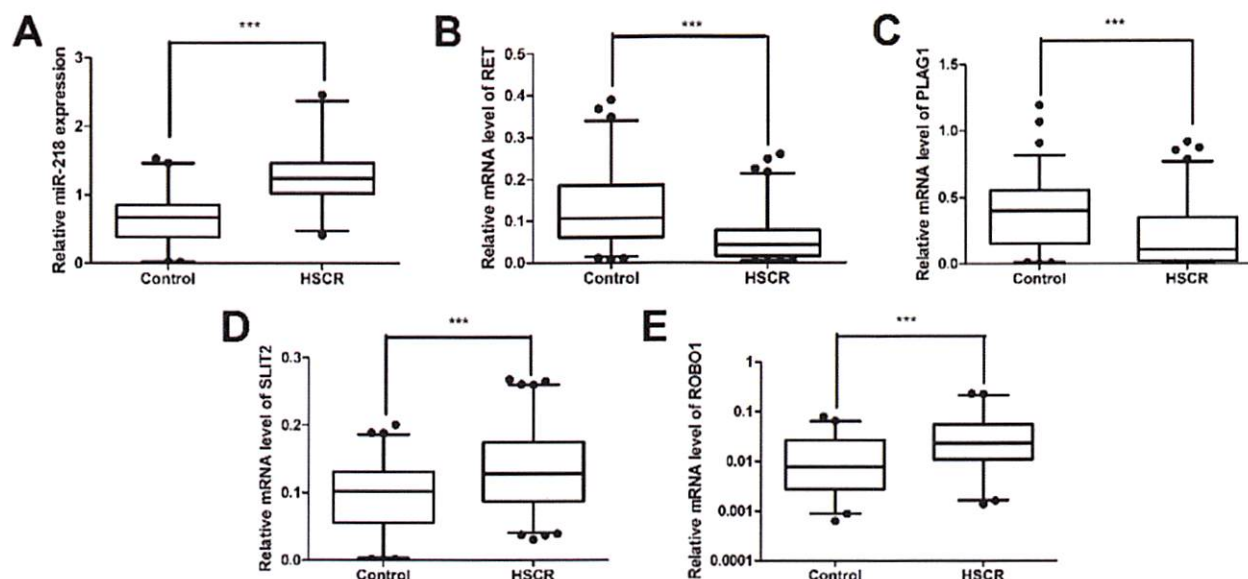 A
***
Relative miR-218 expression
3
2
1
0
Control
HSCR
B
***
Relative mRNA level of RET
0.5
0.4
0.3
0.2
0.1
0.0
Control
HSCR
C
***
Relative mRNA level of PLAG1
1.5
1.0
0.5
0.0
Control
HSCR
D
***
Relative mRNA level of SLIT2
0.3
0.2
0.1
0.0
Control
HSCR
E
***
Relative mRNA level of ROBO1
1
0.1
0.01
0.001
0.0001
Control
HSCR